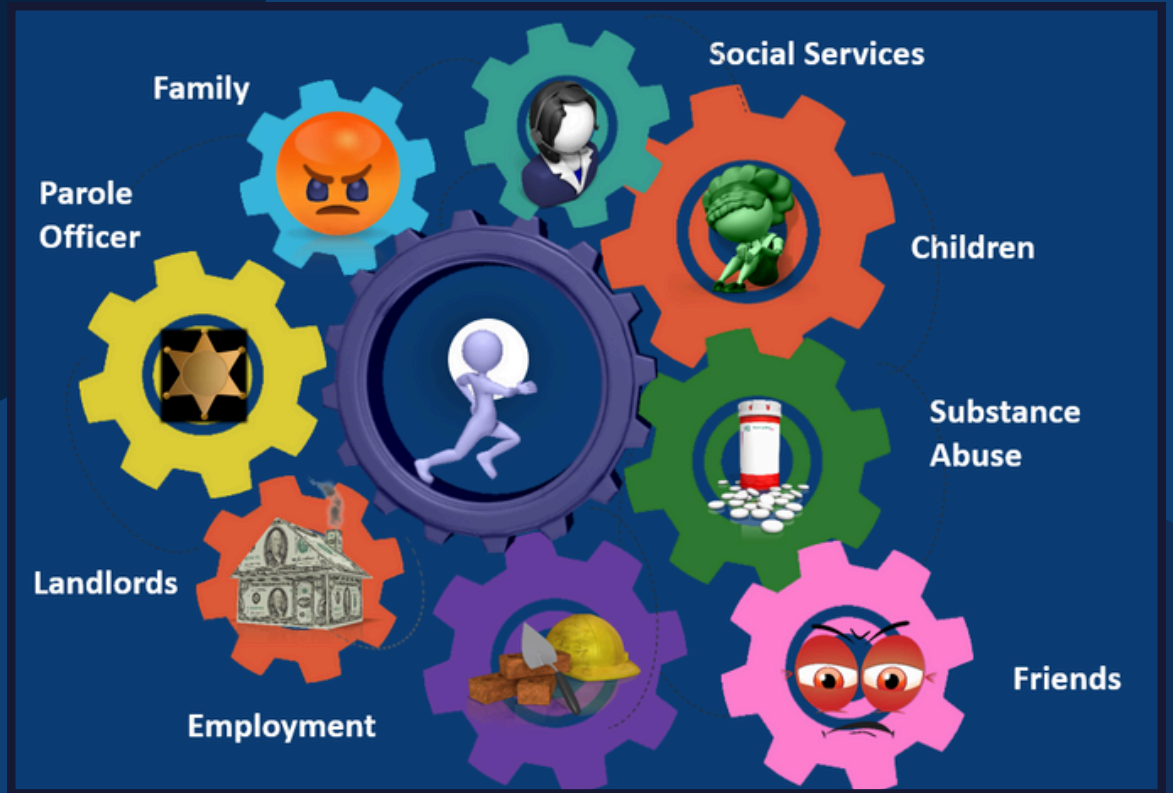 Social Services
Family
Parole
Officer
Children
Substance
Abuse
Landlords
Friends
Employment